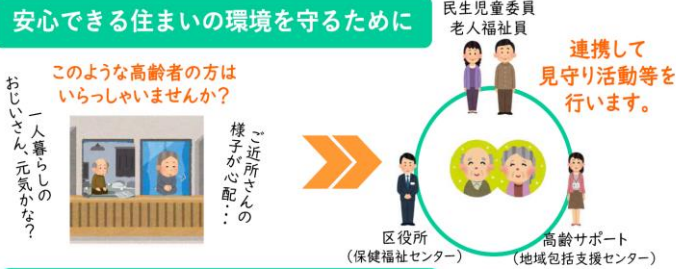 安心できる住まいの環境を守るために
このような高齢者の方は
いらっしゃいませんか?
一人暮らしの
おじいさん、元気かな?
ご近所さんの
様子が心配・・・
民生児童委員
老人福祉員
連携して
見守り活動等を
行います。
区役所
(保健福祉センター)
高齢サポート
(地域包括支援センター)